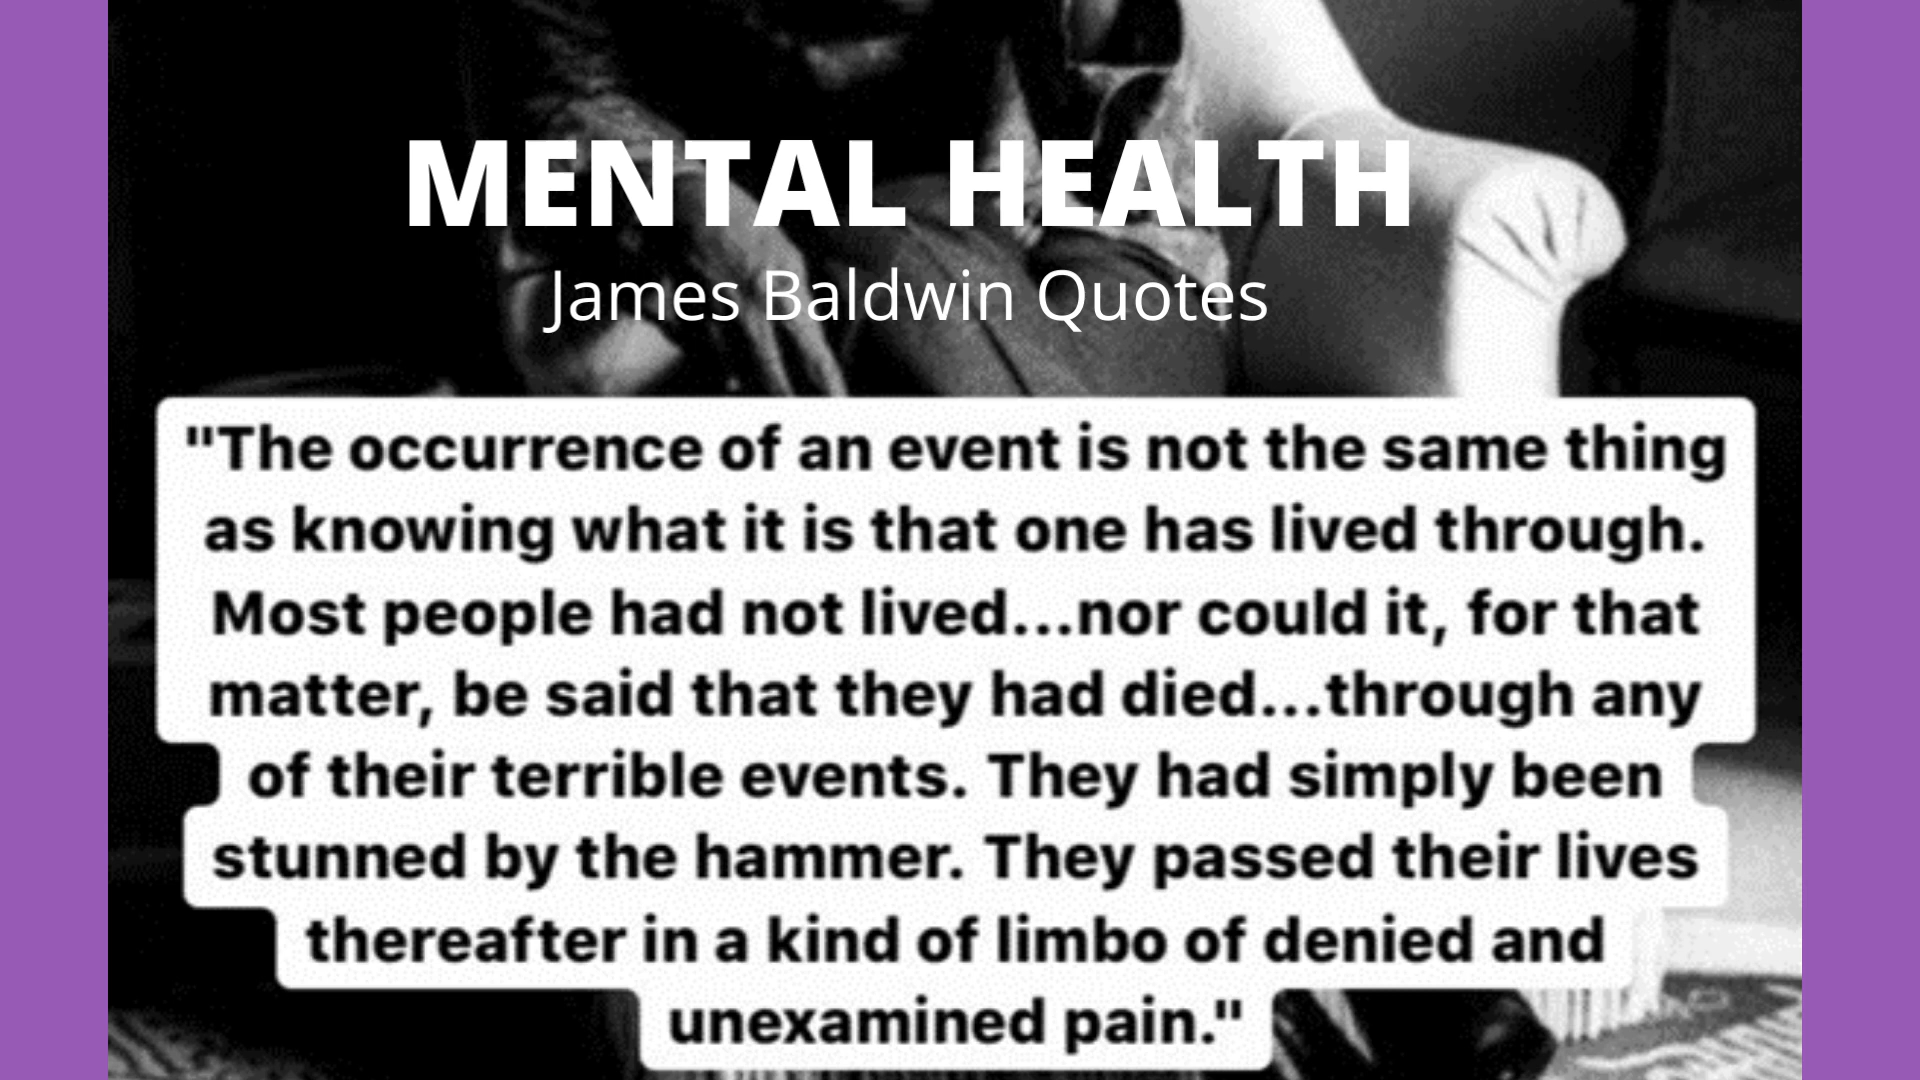 MENTAL HEALTH
James Baldwin Quotes
"The occurrence of an event is not the same thing
as knowing what it is that one has lived through.
Most people had not lived...nor could it, for that
matter, be said that they had died...through any
of their terrible events. They had simply been
stunned by the hammer. They passed their lives
thereafter in a kind of limbo of denied and
unexamined pain."